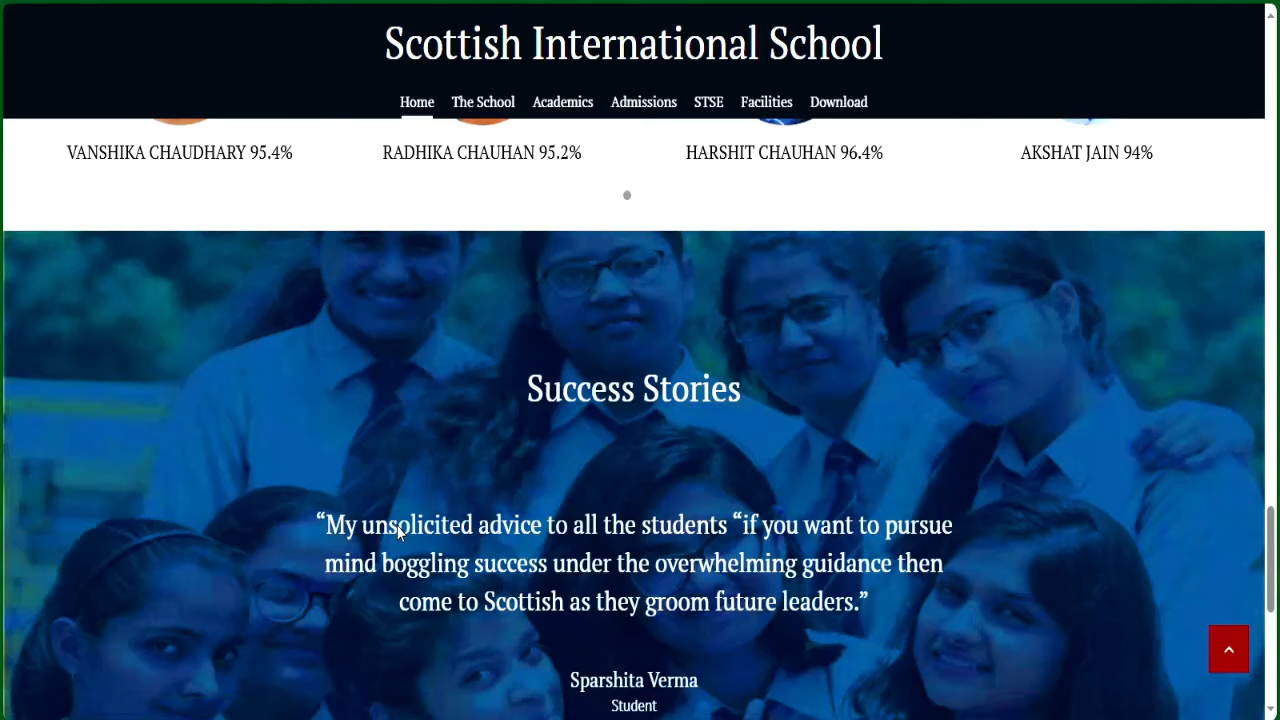 Scottish International School
Home The School Academics Admissions STSE Facilities Download
VANSHIKA CHAUDHARY 95.4% RADHIKA CHAUHAN 95.2% HARSHIT CHAUHAN 96.4% AKSHAT JAIN 94%
Success Stories
“My unsolicited advice to all the students “if you want to pursue
mind boggling success under the overwhelming guidance then
come to Scottish as they groom future leaders.”
Sparshita Verma
Student